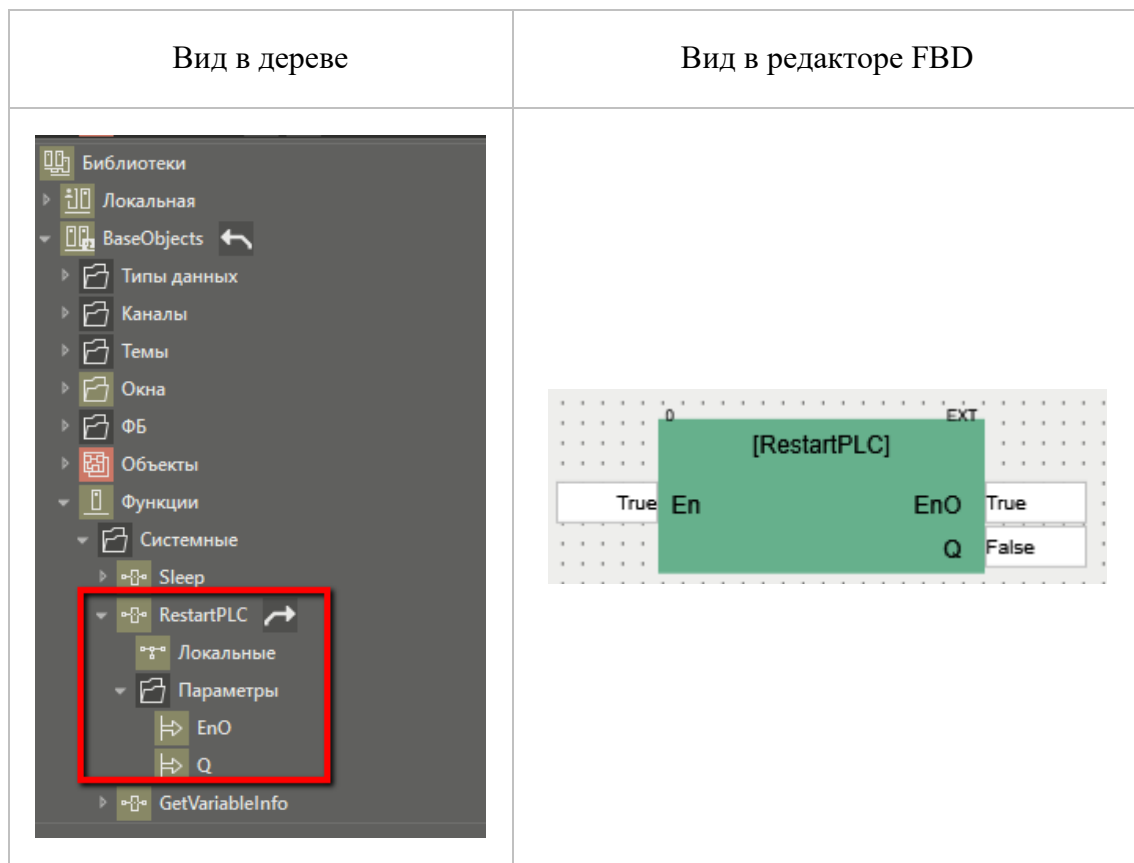 Вид в дереве
Вид в редакторе FBD
Библиотеки
Локальная
BaseObjects
Типы данных
Каналы
Темы
Окна
ФБ
Объекты
Функции
Системные
Sleep
RestartPLC
Локальные
Параметры
EnO
Q
GetVariableInfo
0 EXT
[RestartPLC]
True En EnO True
Q False